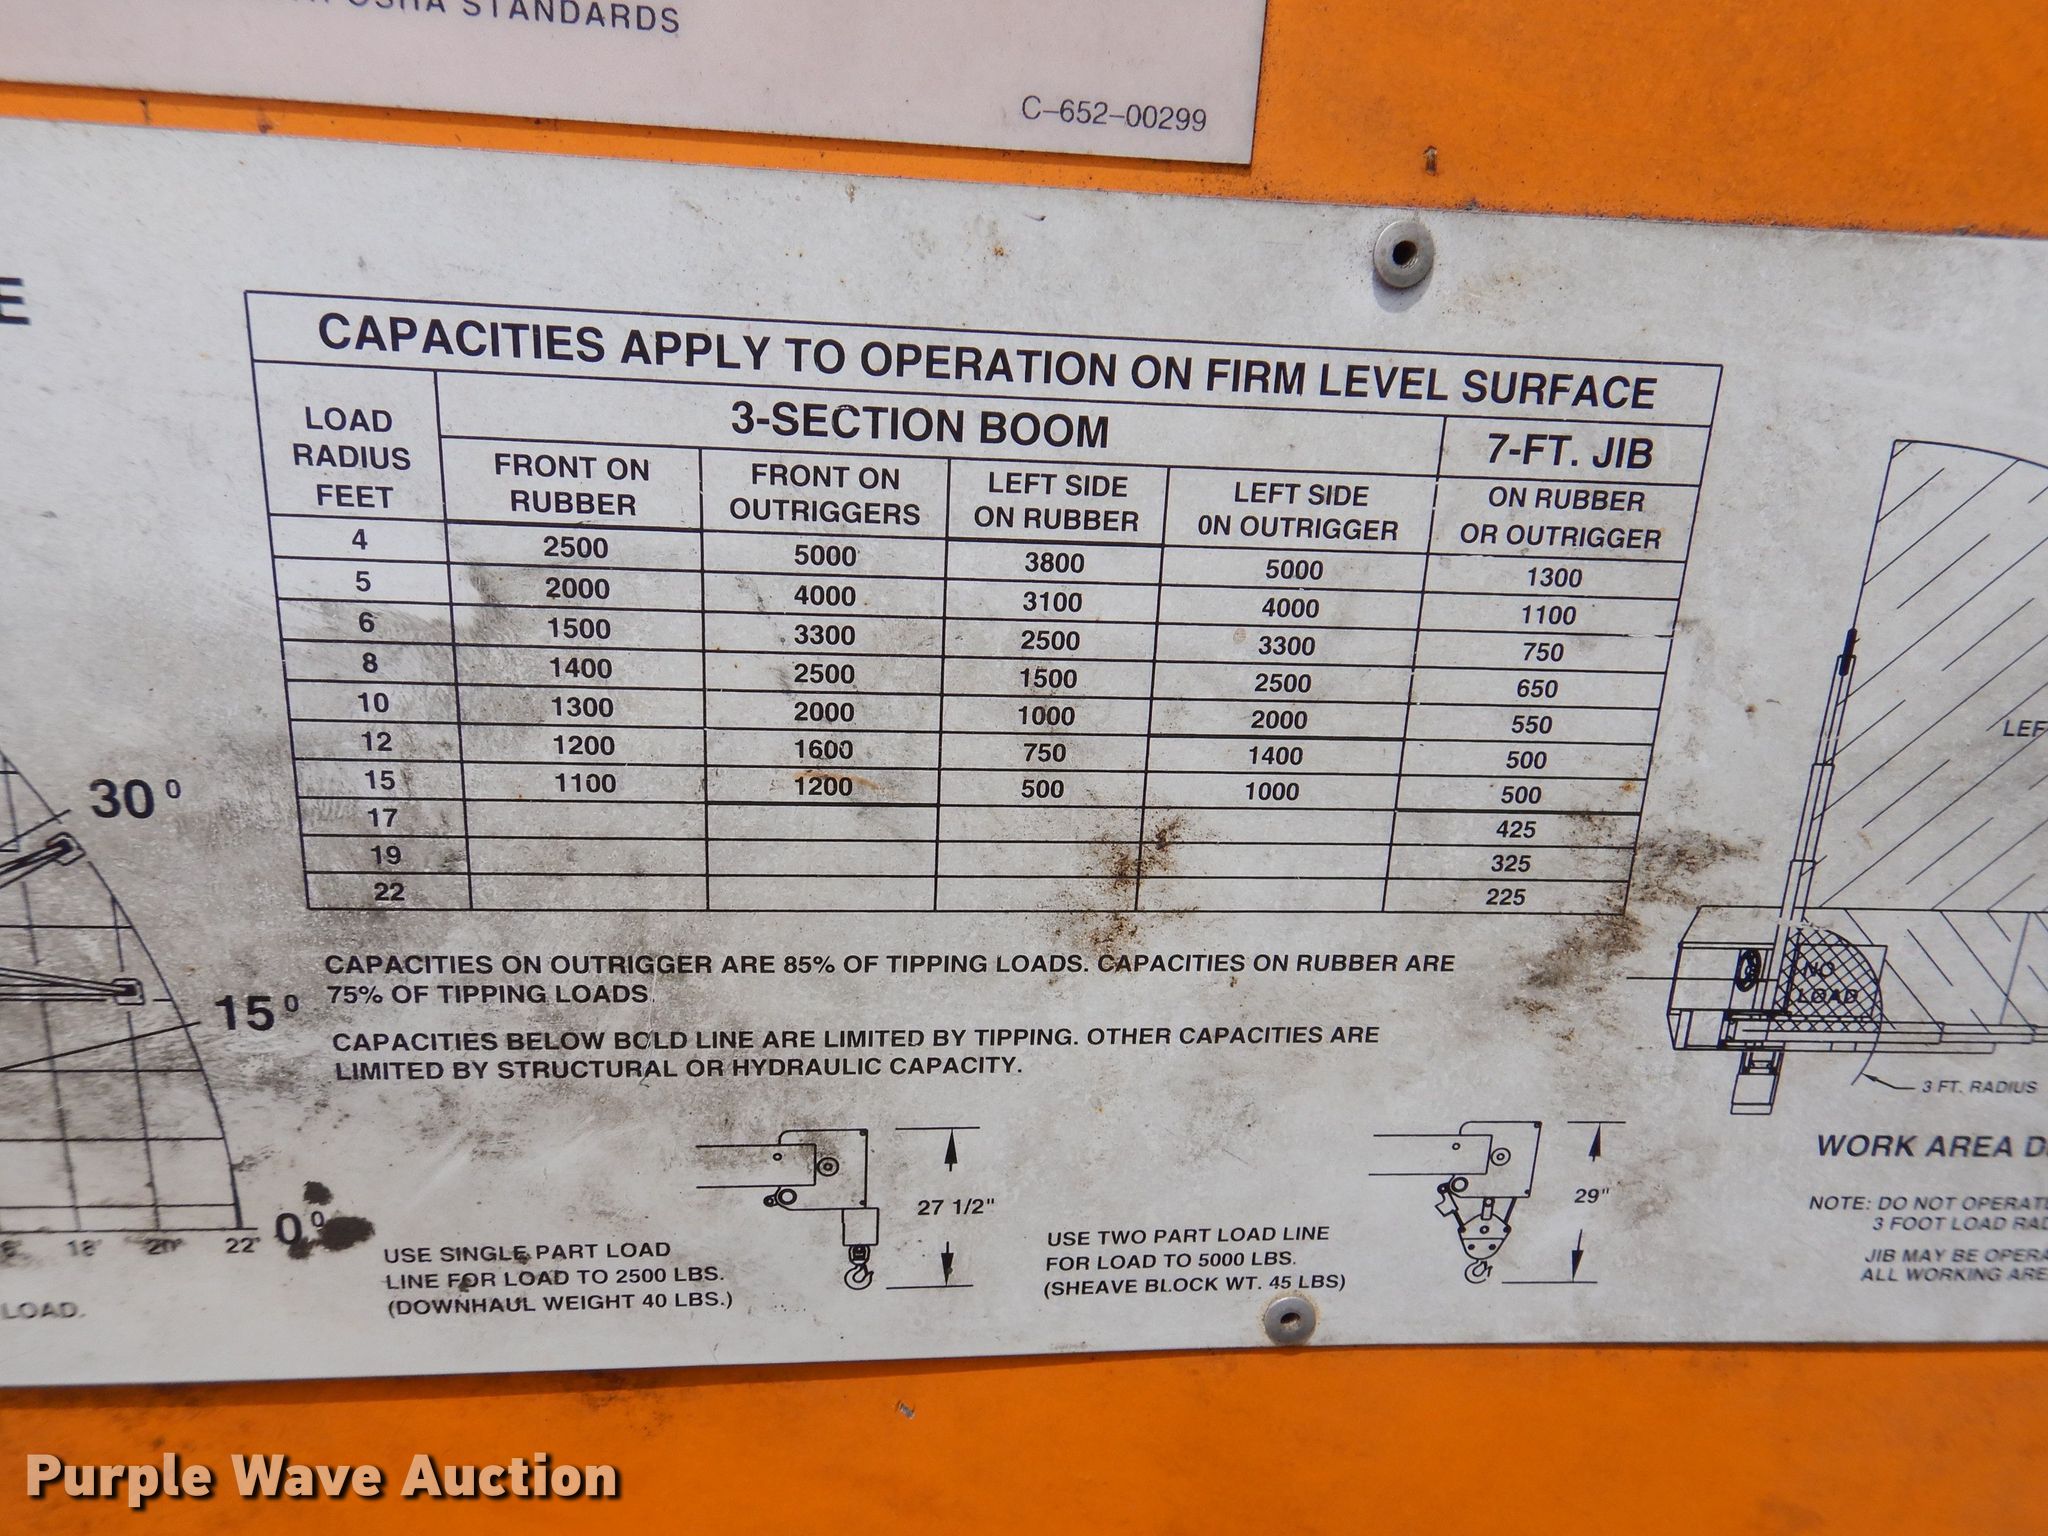 OSHA STANDARDS
C-652-00299
E
CAPACITIES APPLY TO OPERATION ON FIRM LEVEL SURFACE
LOAD RADIUS FEET 3-SECTION BOOM 7-FT. JIB
FRONT ON RUBBER FRONT ON OUTRIGGERS LEFT SIDE ON RUBBER LEFT SIDE 0N OUTRIGGER ON RUBBER OR OUTRIGGER
4 2500 5000 3800 5000 1300
5 2000 4000 3100 4000 1100
6 1500 3300 2500 3300 750
8 1400 2500 1500 2500 650
10 1300 2000 1000 2000 550
12 1200 1600 750 1400 500
15 1100 1200 500 1000 500
17 425
19 325
22 225
CAPACITIES ON OUTRIGGER ARE 85% OF TIPPING LOADS. CAPACITIES ON RUBBER ARE
75% OF TIPPING LOADS.
CAPACITIES BELOW BOLD LINE ARE LIMITED BY TIPPING. OTHER CAPACITIES ARE
LIMITED BY STRUCTURAL OR HYDRAULIC CAPACITY.
30°
15°
0°
18' 20' 22'
LOAD.
27 1/2"
USE SINGLE PART LOAD
LINE FOR LOAD TO 2500 LBS.
(DOWNHAUL WEIGHT 40 LBS.)
29"
USE TWO PART LOAD LINE
FOR LOAD TO 5000 LBS.
(SHEAVE BLOCK WT. 45 LBS)
LEF
NO
LOAD
3 FT. RADIUS
WORK AREA D
NOTE: DO NOT OPERATE
3 FOOT LOAD RAD
JIB MAY BE OPERA
ALL WORKING ARE
Purple Wave Auction